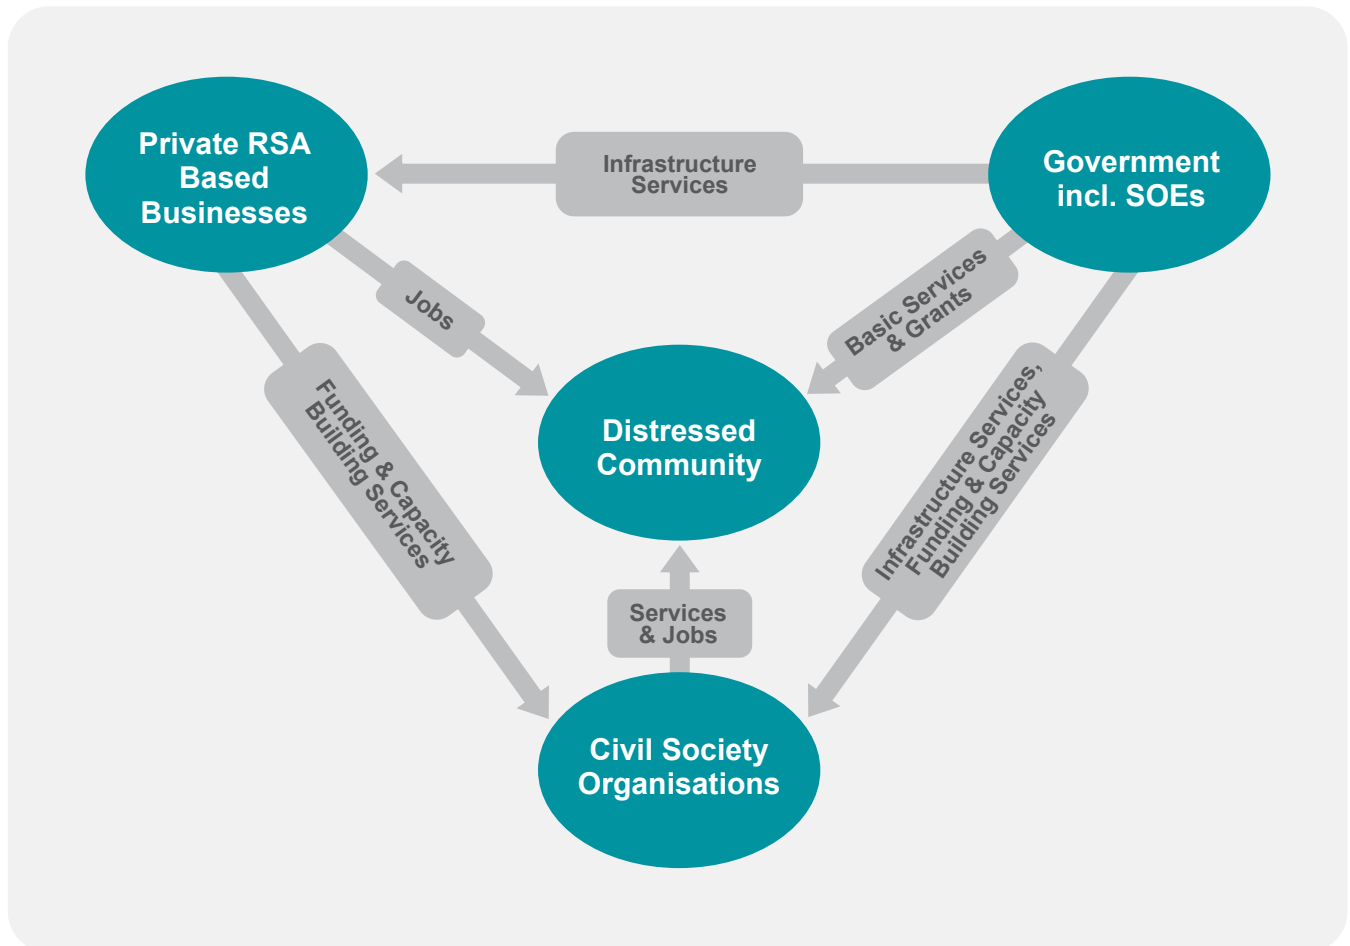 Private RSA
Based
Businesses
Infrastructure
Services
Government
incl. SOEs
Jobs
Basic Services
& Grants
Distressed
Community
Funding & Capacity
Building Services
Infrastructure Services,
Funding & Capacity
Building Services
Services
& Jobs
Civil Society
Organisations